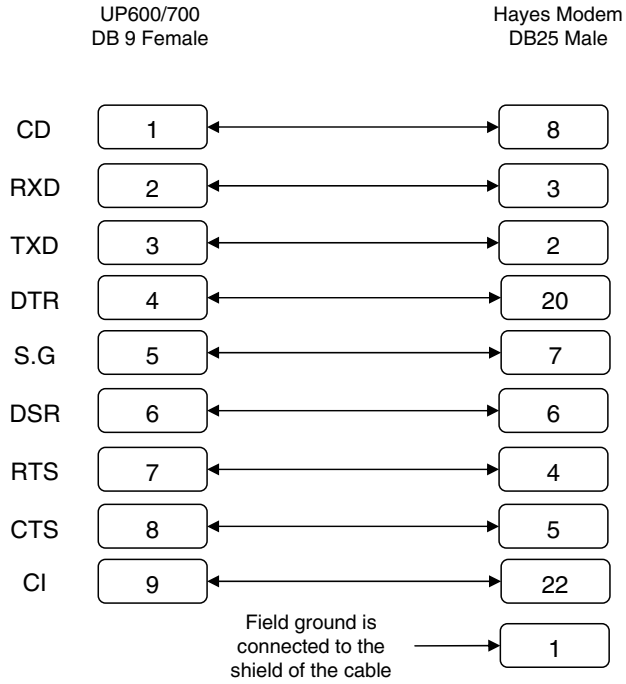 UP600/700
DB 9 Female
Hayes Modem
DB25 Male
CD 1 8
RXD 2 3
TXD 3 2
DTR 4 20
S.G 5 7
DSR 6 6
RTS 7 4
CTS 8 5
CI 9 22
Field ground is
connected to the
shield of the cable
1